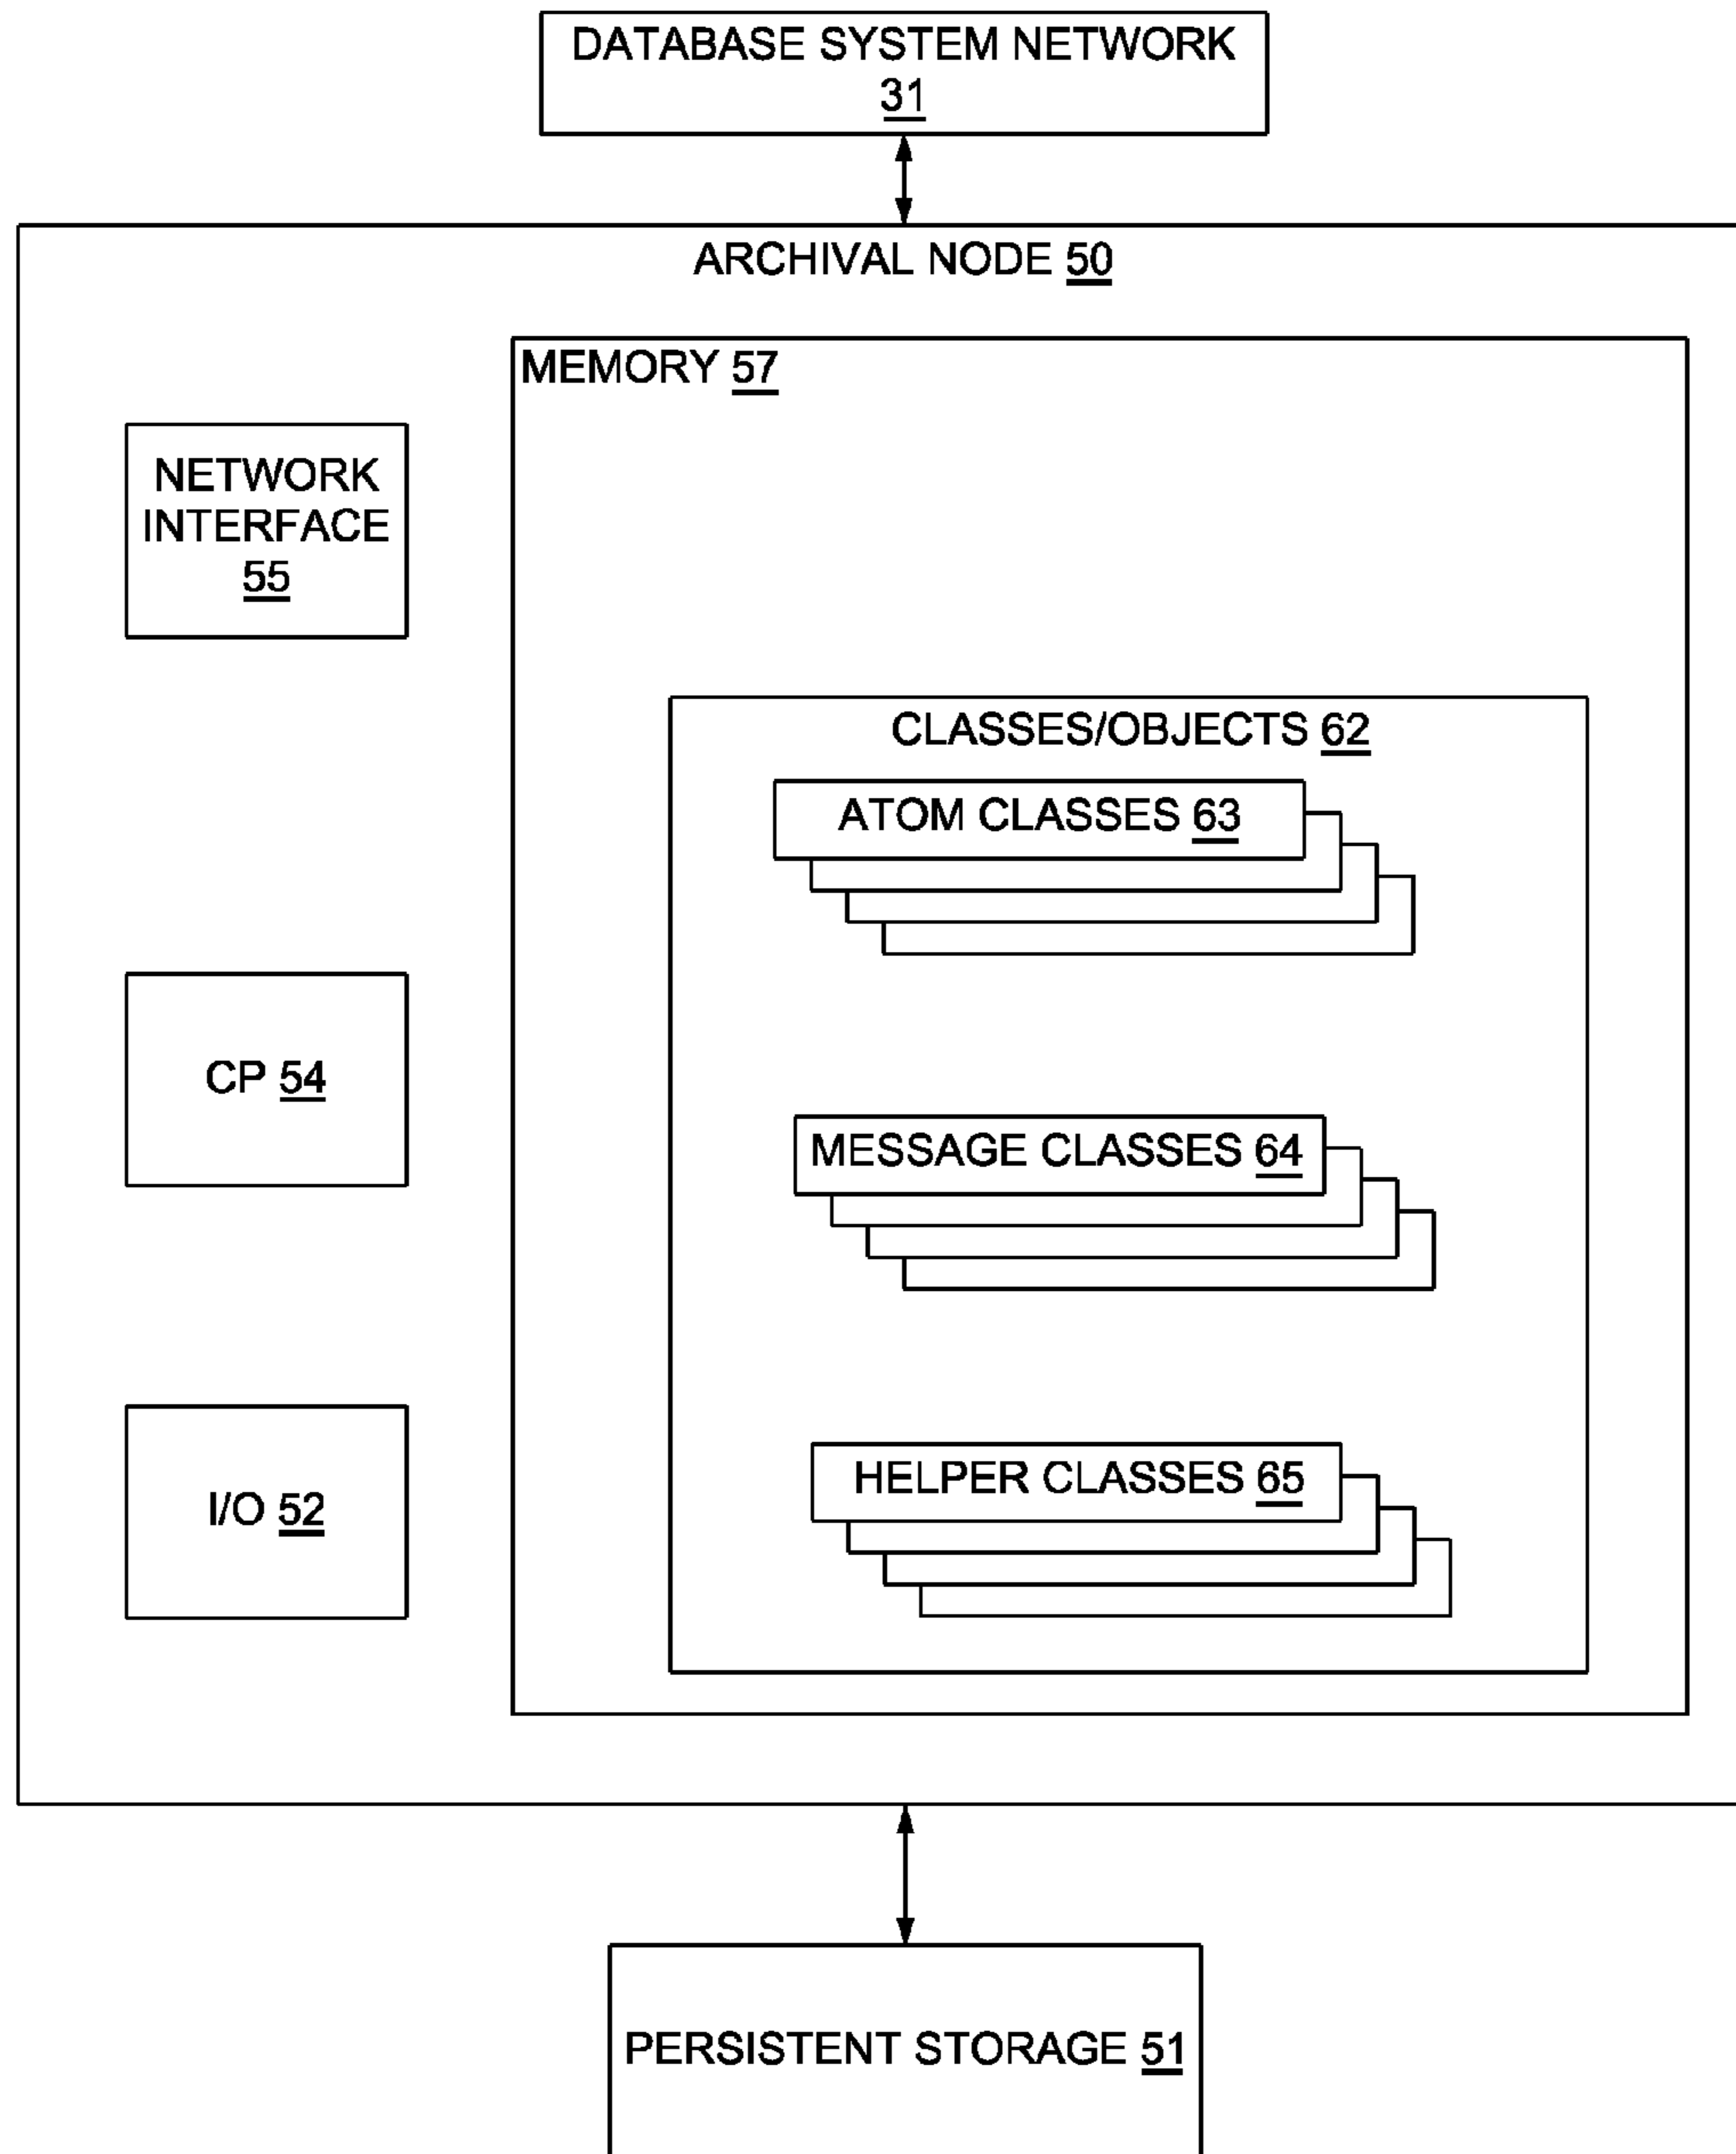 DATABASE SYSTEM NETWORK
31
ARCHIVAL NODE 50
MEMORY 57
NETWORK
INTERFACE
55
CLASSES/OBJECTS 62
ATOM CLASSES 63
CP 54
MESSAGE CLASSES 64
HELPER CLASSES 65
I/O 52
PERSISTENT STORAGE 51